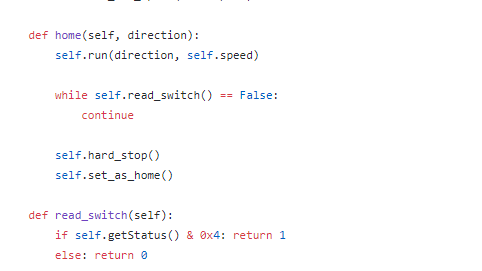 def home(self, direction):
    self.run(direction, self.speed)
    while self.read_switch() == False:
        continue
    self.hard_stop()
    self.set_as_home()
def read_switch(self):
    if self.getStatus() & 0x4: return 1
    else: return 0